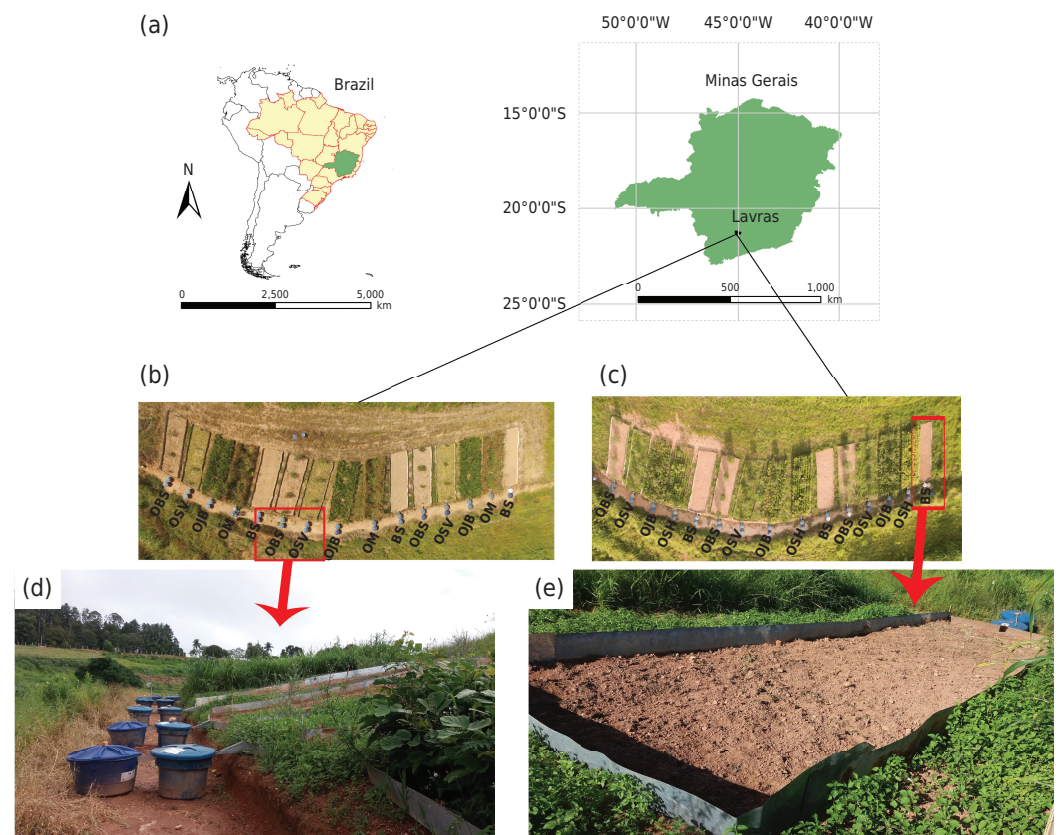 (a)
50°0'0"W 45°0'0"W 40°0'0"W
Brazil
Minas Gerais
15°0'0"S
N
20°0'0"S
Lavras
0 2,500 5,000
km
0 500 1,000
km
25°0'0"S
(b)
(c)
OBS OSV OJB OM BS OBS OSV OJB OM BS OBS OSV OJB OM BS
OBS OSV OJB OSH BS OBS OSV OJB OSH BS OBS OSV OJB OSH BS
(d)
(e)